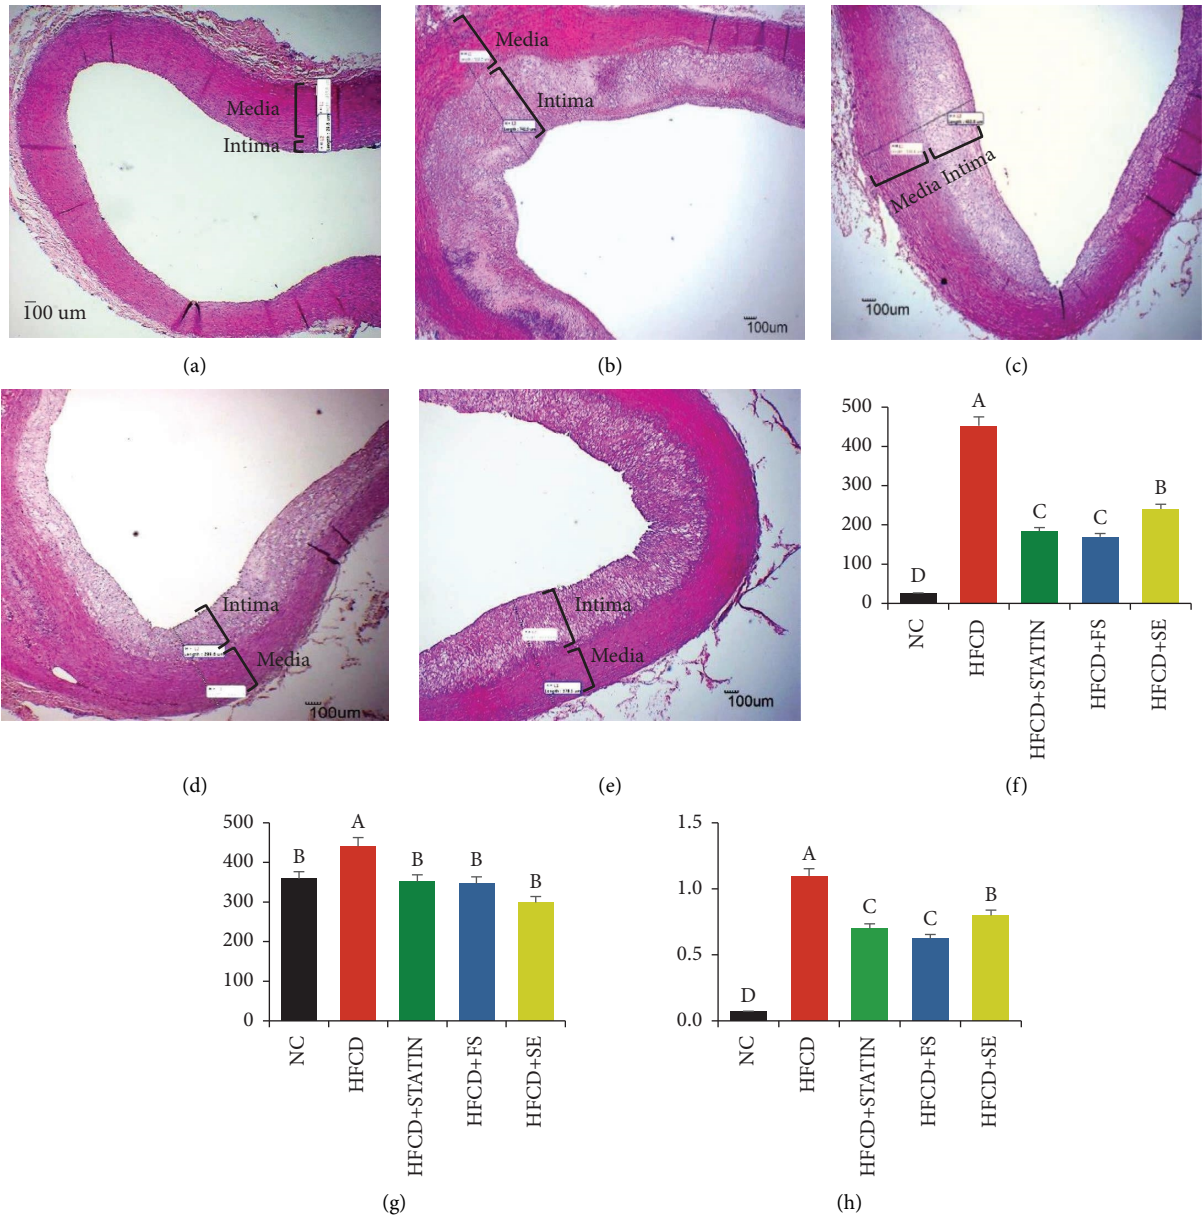 Media
Intima
100 um
(a)
Media
Intima
100um
(b)
Media Intima
100um
(c)
Intima
Media
100um
(d)
Intima
Media
100um
(e)
500
400
300
200
100
0
A
B
C
C
D
NC
HFCD
HFCD+STATIN
HFCD+FS
HFCD+SE
(f)
500
400
300
200
100
0
B
A
B
B
B
NC
HFCD
HFCD+STATIN
HFCD+FS
HFCD+SE
(g)
1.5
1.0
0.5
0.0
D
A
C
C
B
NC
HFCD
HFCD+STATIN
HFCD+FS
HFCD+SE
(h)